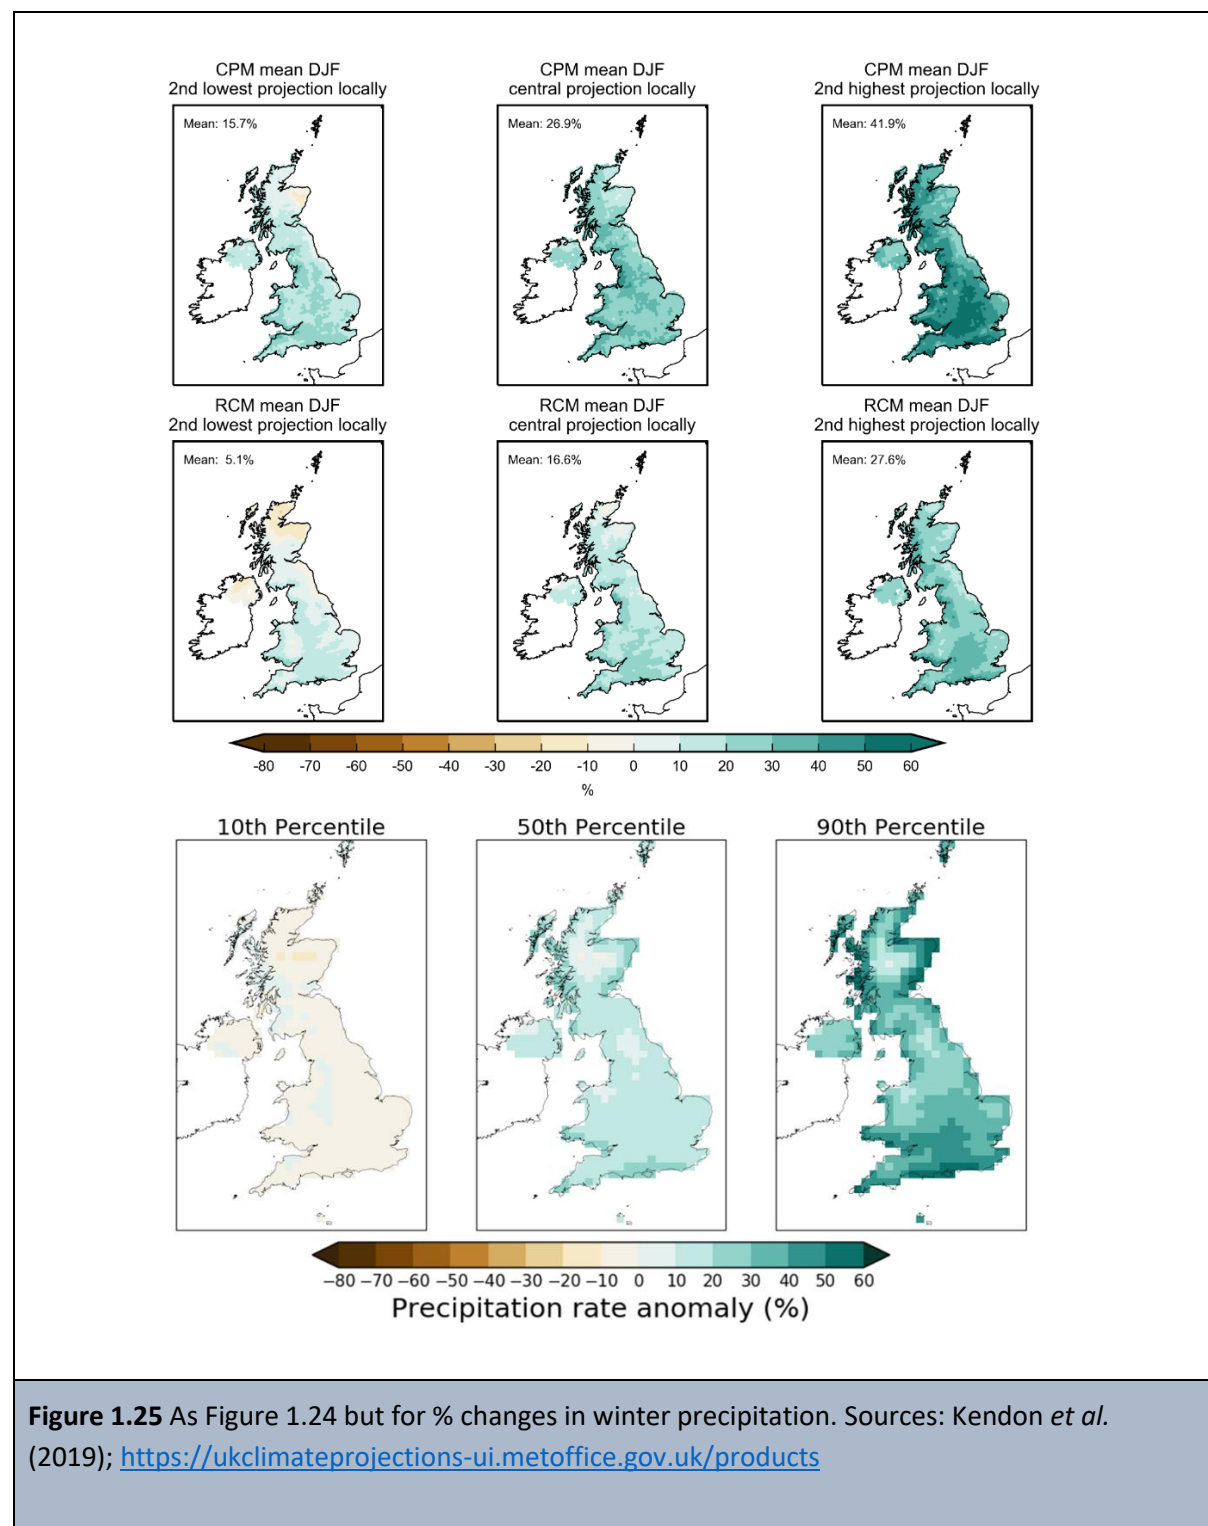 CPM mean DJF
2nd lowest projection locally
CPM mean DJF
central projection locally
CPM mean DJF
2nd highest projection locally
Mean: 15.7%
Mean: 26.9%
Mean: 41.9%
RCM mean DJF
2nd lowest projection locally
RCM mean DJF
central projection locally
RCM mean DJF
2nd highest projection locally
Mean: 5.1%
Mean: 16.6%
Mean: 27.6%
-80 -70 -60 -50 -40 -30 -20 -10 0 10 20 30 40 50 60
%
10th Percentile
50th Percentile
90th Percentile
−80 −70 −60 −50 −40 −30 −20 −10 0 10 20 30 40 50 60
Precipitation rate anomaly (%)
Figure 1.25 As Figure 1.24 but for % changes in winter precipitation. Sources: Kendon et al.
(2019); https://ukclimateprojections-ui.metoffice.gov.uk/products